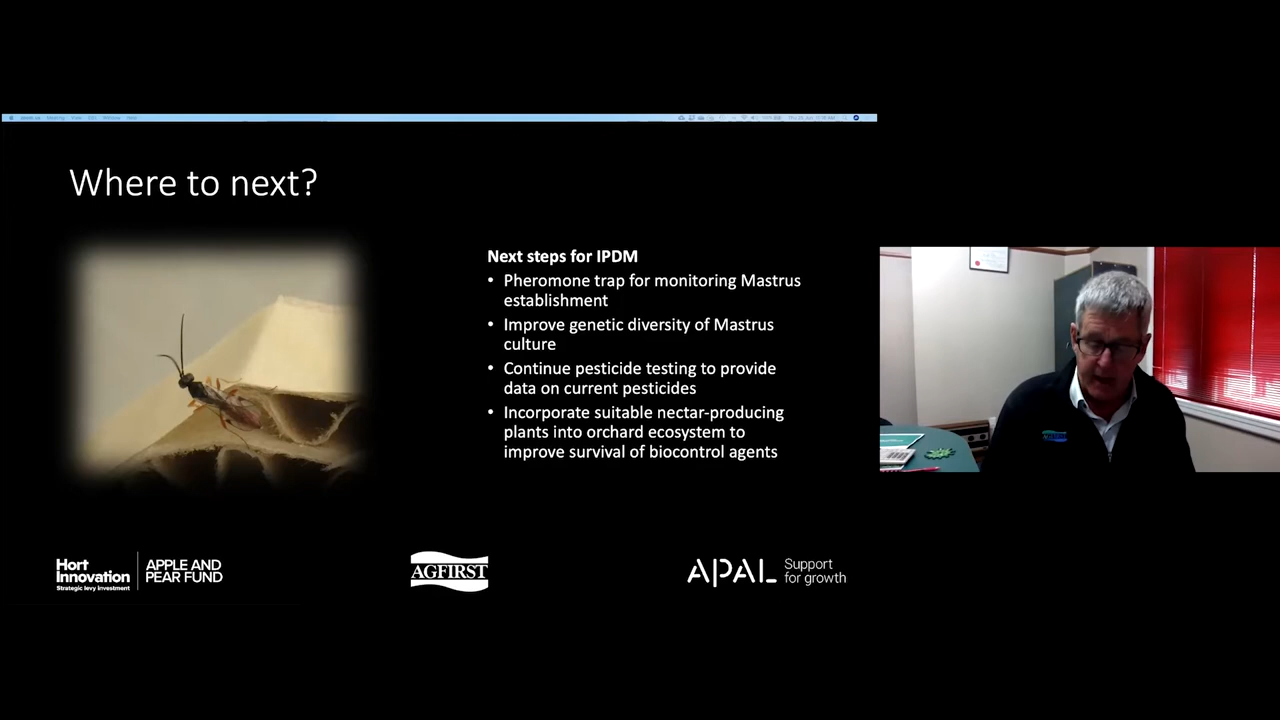 Where to next?
Next steps for IPDM
• Pheromone trap for monitoring Mastrus
establishment
• Improve genetic diversity of Mastrus
culture
• Continue pesticide testing to provide
data on current pesticides
• Incorporate suitable nectar-producing
plants into orchard ecosystem to
improve survival of biocontrol agents
Hort
Innovation
Strategic levy investment
APPLE AND
PEAR FUND
AGFIRST
APAL
Support
for growth